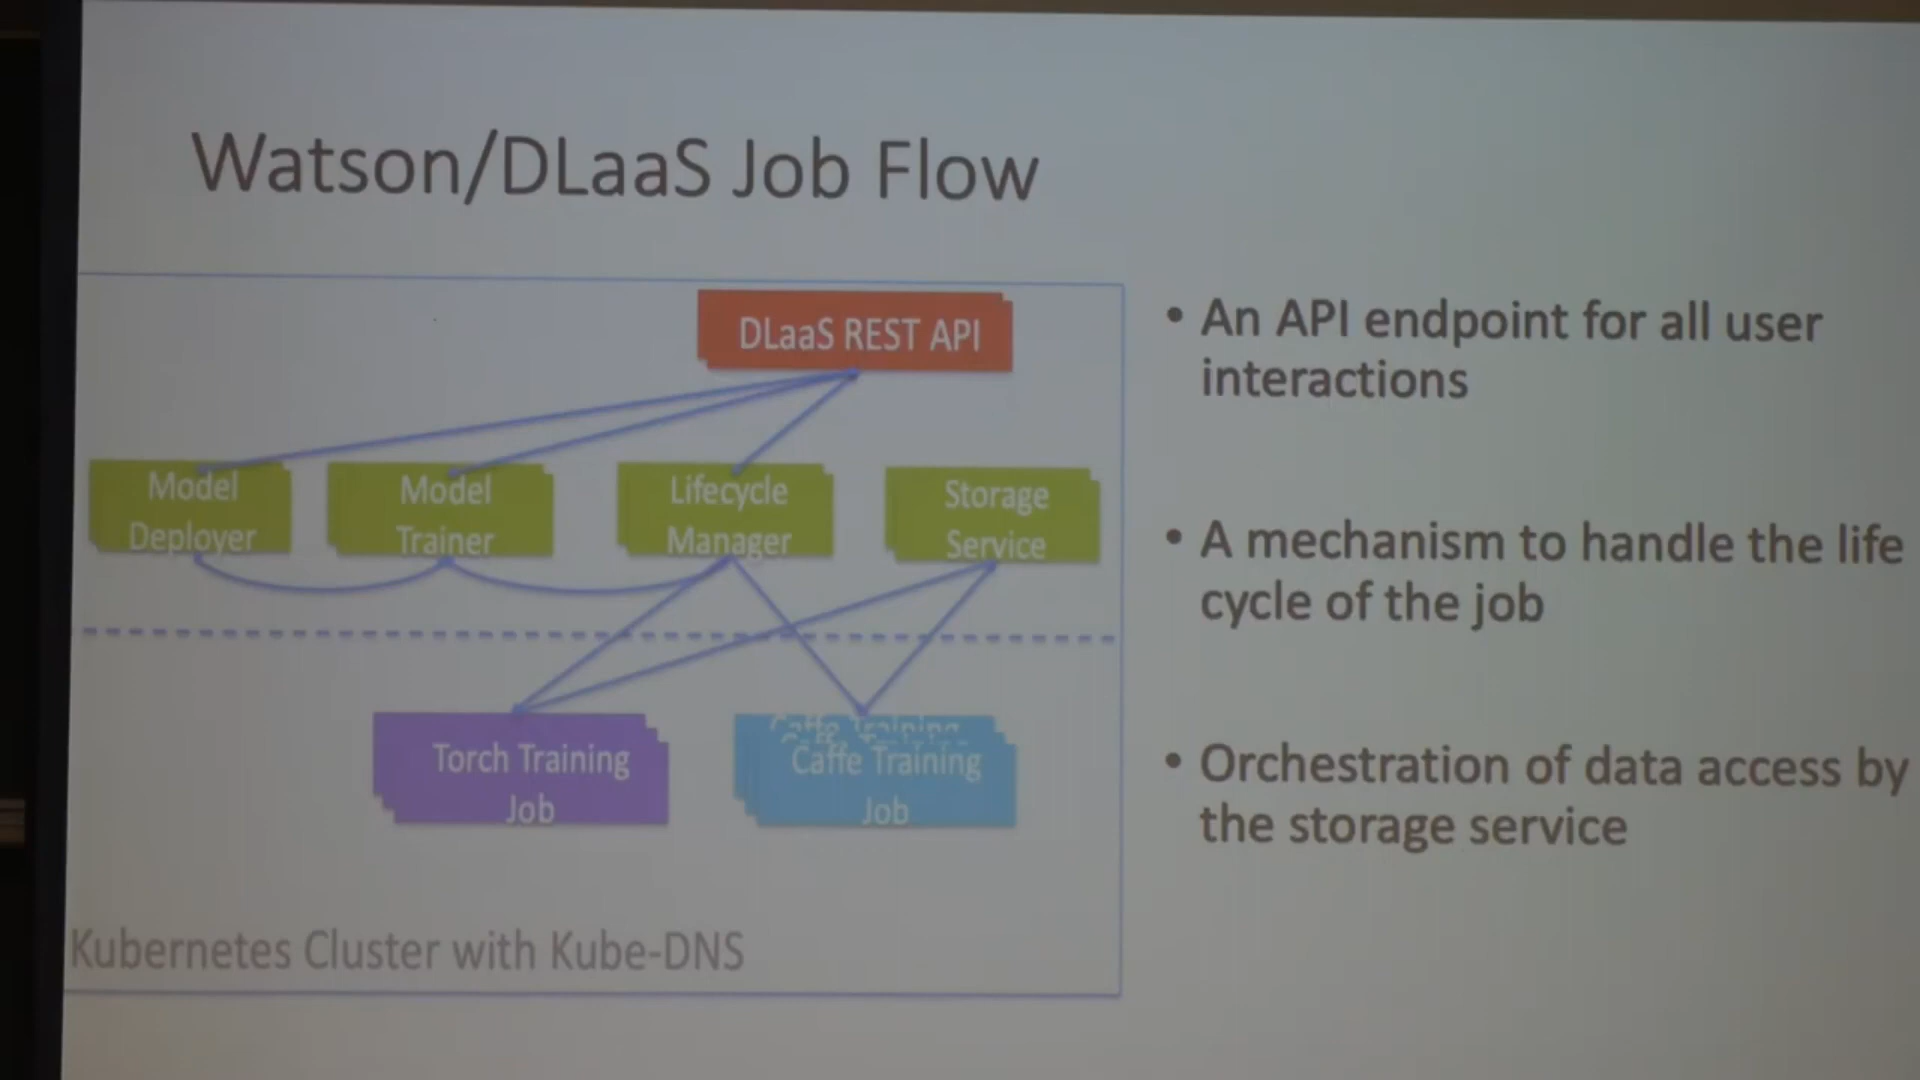 Watson/DLaaS Job Flow
DLaaS REST API
Model
Deployer
Model
Trainer
Lifecycle
Manager
Storage
Service
Torch Training
Job
Caffe Training
Caffe Training
Job
Kubernetes Cluster with Kube-DNS
• An API endpoint for all user
interactions
• A mechanism to handle the life
cycle of the job
• Orchestration of data access by
the storage service